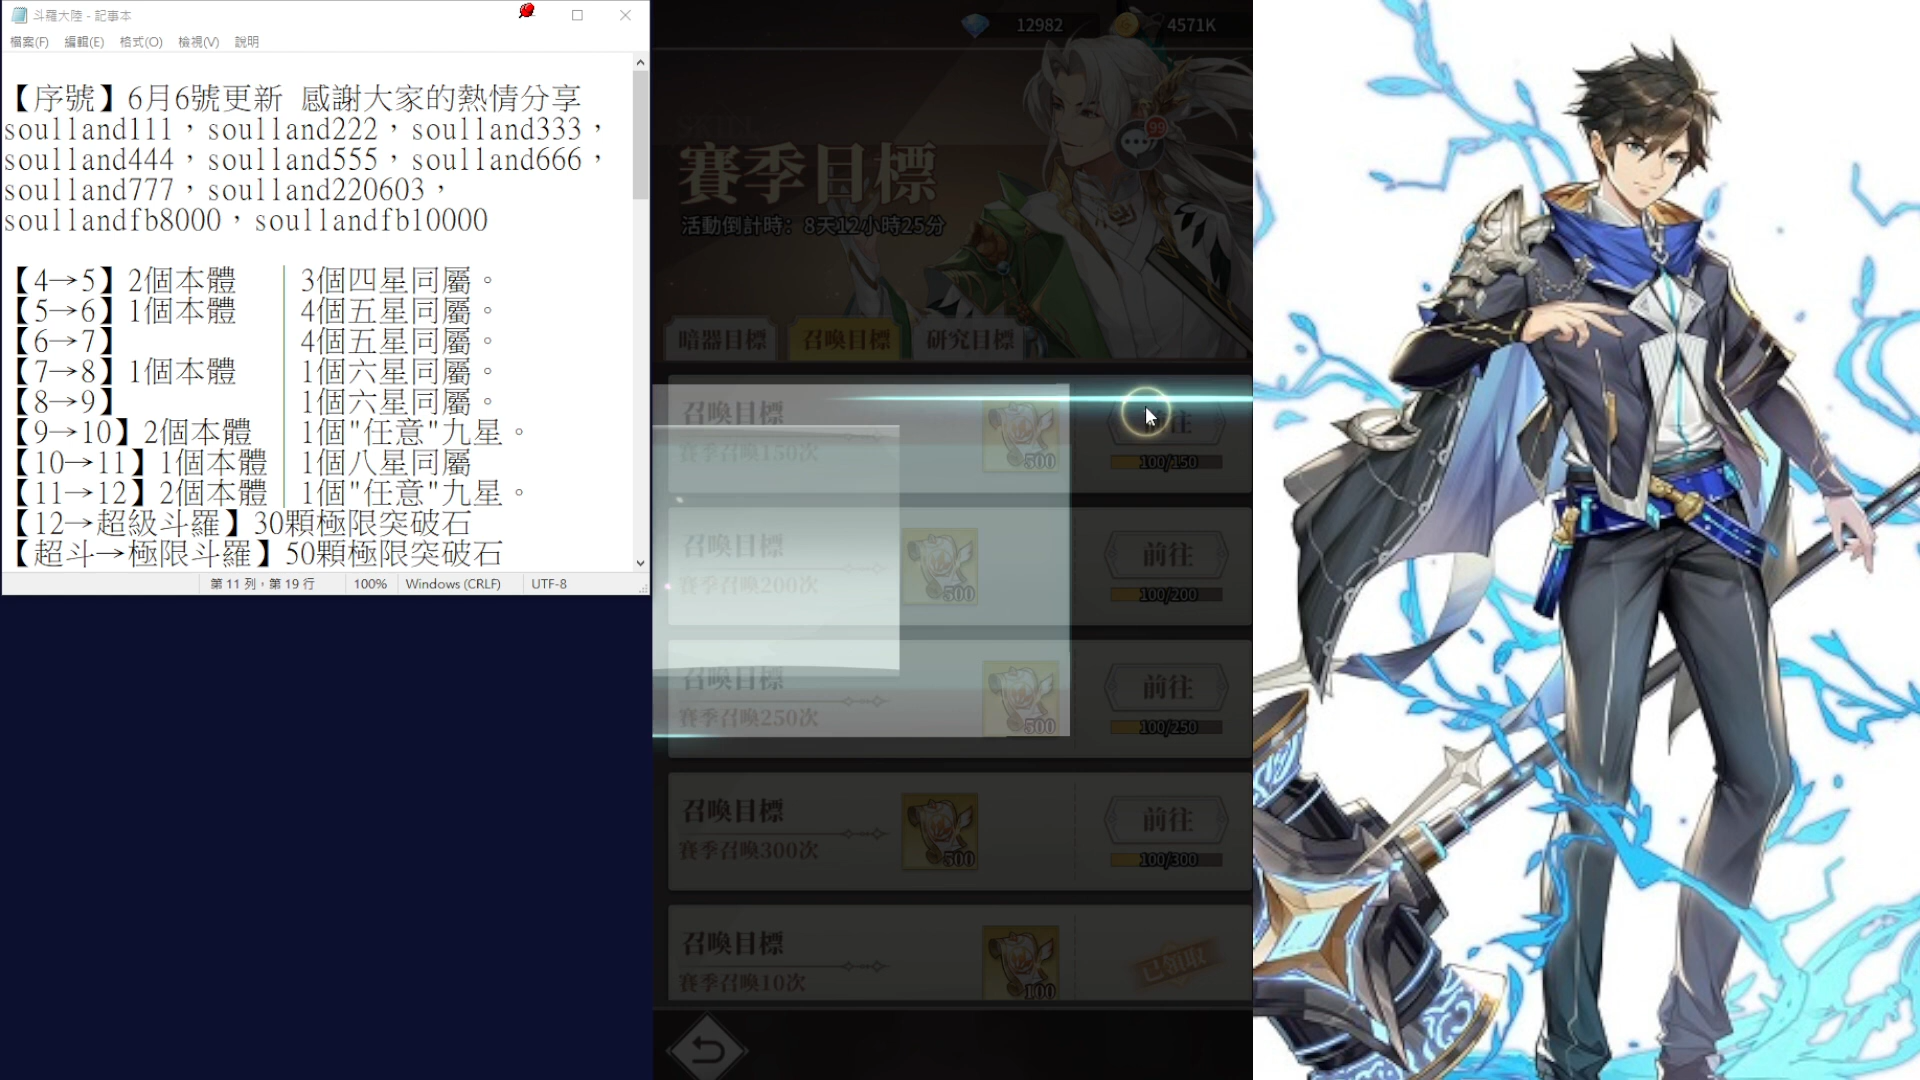 斗羅大陸 - 記事本
檔案(F) 編輯(E) 格式(O) 檢視(V) 說明
【序號】6月6號更新 感謝大家的熱情分享
soulland111，soulland222，soulland333，
soulland444，soulland555，soulland666，
soulland777，soulland220603，
soullandfb8000，soullandfb10000
【4→5】2個本體 3個四星同屬。
【5→6】1個本體 4個五星同屬。
【6→7】 4個五星同屬。
【7→8】1個本體 1個六星同屬。
【8→9】 1個六星同屬。
【9→10】2個本體 1個"任意"九星。
【10→11】1個本體 1個八星同屬
【11→12】2個本體 1個"任意"九星。
【12→超級斗羅】30顆極限突破石
【超斗→極限斗羅】50顆極限突破石
第 11 列，第 19 行 100% Windows (CRLF) UTF-8
12982 4571K
99
賽季目標
活動倒計時：8天12小時25分
暗器目標 召喚目標 研究目標
召喚目標
賽季召喚150次
500
往
100/150
召喚目標
賽季召喚200次
500
前往
100/200
召喚目標
賽季召喚250次
500
前往
100/250
召喚目標
賽季召喚300次
500
前往
100/300
召喚目標
賽季召喚10次
100
已領取